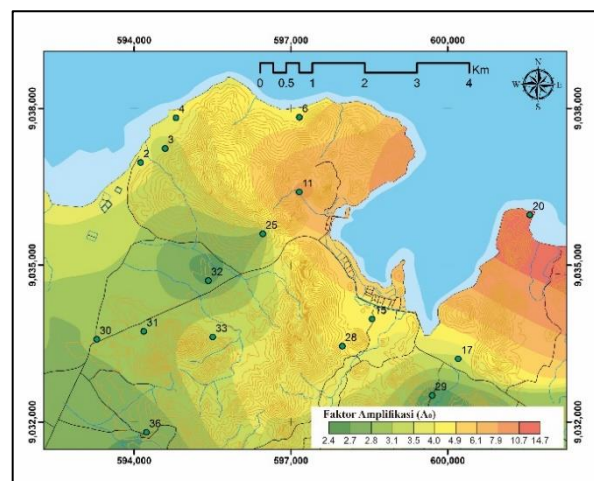 594,000 597,000 600,000
Km
0 0.5 1 2 3 4
N
W E
S
9,038,000 9,038,000
4
6
3
2
11
20
25
9,035,000 9,035,000
32
15
31
30
33
28
17
29
36
Faktor Amplifikasi (A₀)
2.4 2.7 2.8 3.1 3.5 4.0 4.9 6.1 7.9 10.7 14.7
9,032,000 9,032,000
594,000 597,000 600,000